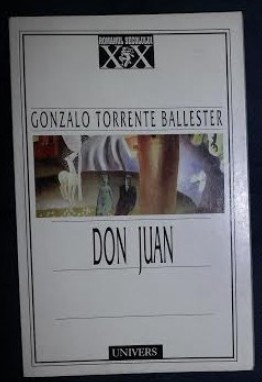 ROMANUL SECOLULUI
XX
GONZALO TORRENTE BALLESTER
DON JUAN
UNIVERS